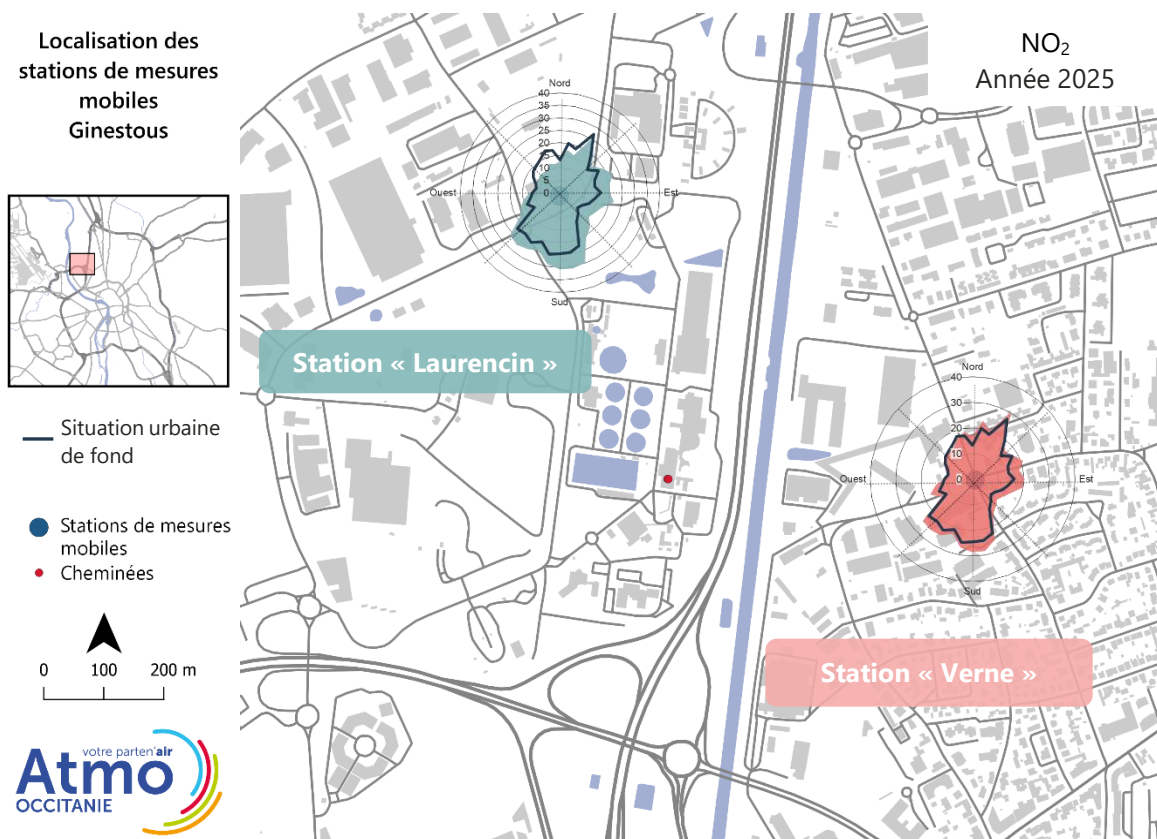 Localisation des
stations de mesures
mobiles
Ginestous
NO₂
Année 2025
Nord
40
35
30
25
20
15
10
5
0
Ouest
Est
Sud
Station « Laurencin »
Situation urbaine
de fond
Stations de mesures
mobiles
Cheminées
0 100 200 m
Nord
40
30
20
10
0
Ouest
Est
Sud
Station « Verne »
votre parten'air
Atmo
OCCITANIE